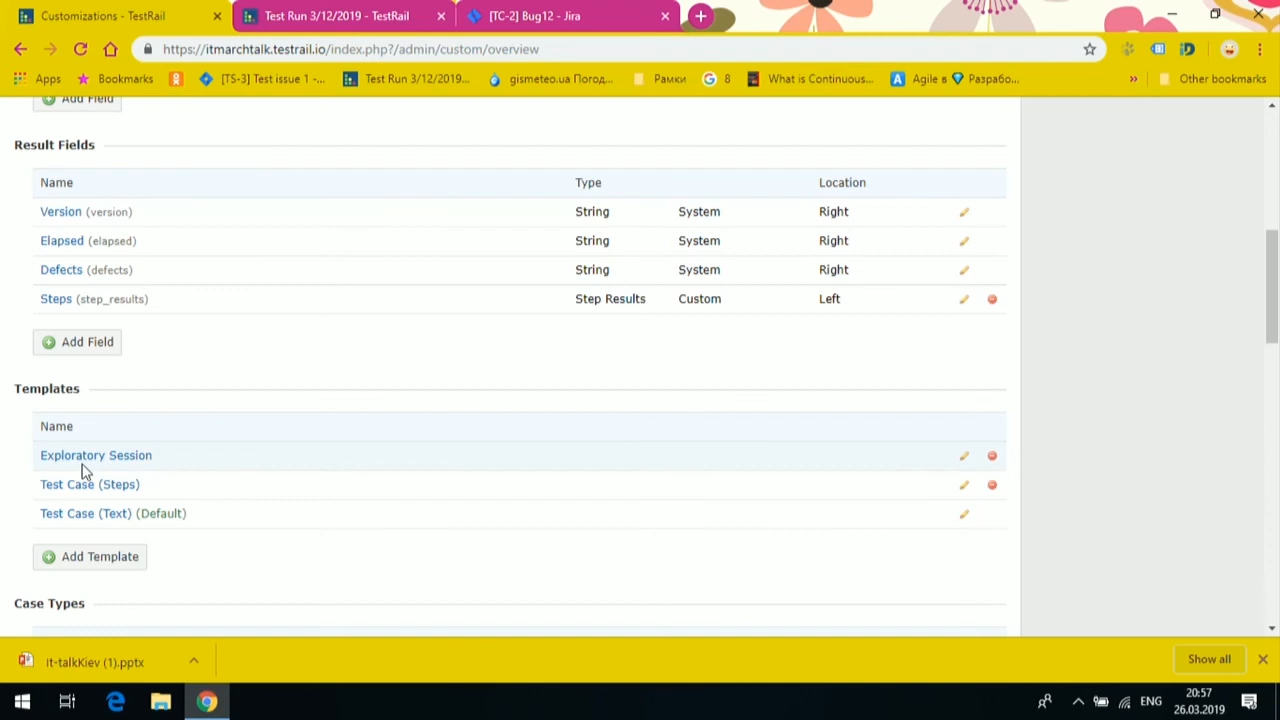 Customizations - TestRail
Test Run 3/12/2019 - TestRail
[TC-2] Bug12 - Jira
https://itmarchtalk.testrail.io/index.php?/admin/custom/overview
Apps
Bookmarks
[TS-3] Test issue 1 -...
Test Run 3/12/2019...
gismeteo.ua Погод...
Рамки
8
What is Continuous...
Agile в
Разрабо...
»
Other bookmarks
Add Field
Result Fields
Name Type Location
Version (version) String System Right
Elapsed (elapsed) String System Right
Defects (defects) String System Right
Steps (step_results) Step Results Custom Left
Add Field
Templates
Name
Exploratory Session
Test Case (Steps)
Test Case (Text) (Default)
Add Template
Case Types
It-talkKiev (1).pptx
Show all
ENG
20:57
26.03.2019